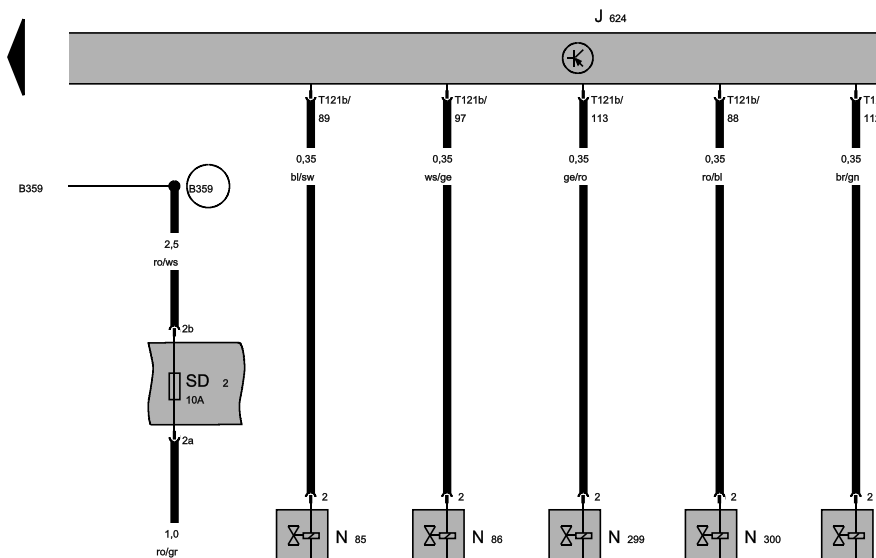 J 624
T121b/ T121b/ T121b/ T121b/ T1
89 97 113 88 112
0,35 0,35 0,35 0,35 0,35
bl/sw ws/ge ge/ro ro/bl br/gn
B359 B359
2,5
ro/ws
2b
SD 2
10A
2a
2 2 2 2 2
1,0
N 85 N 86 N 299 N 300
ro/gr